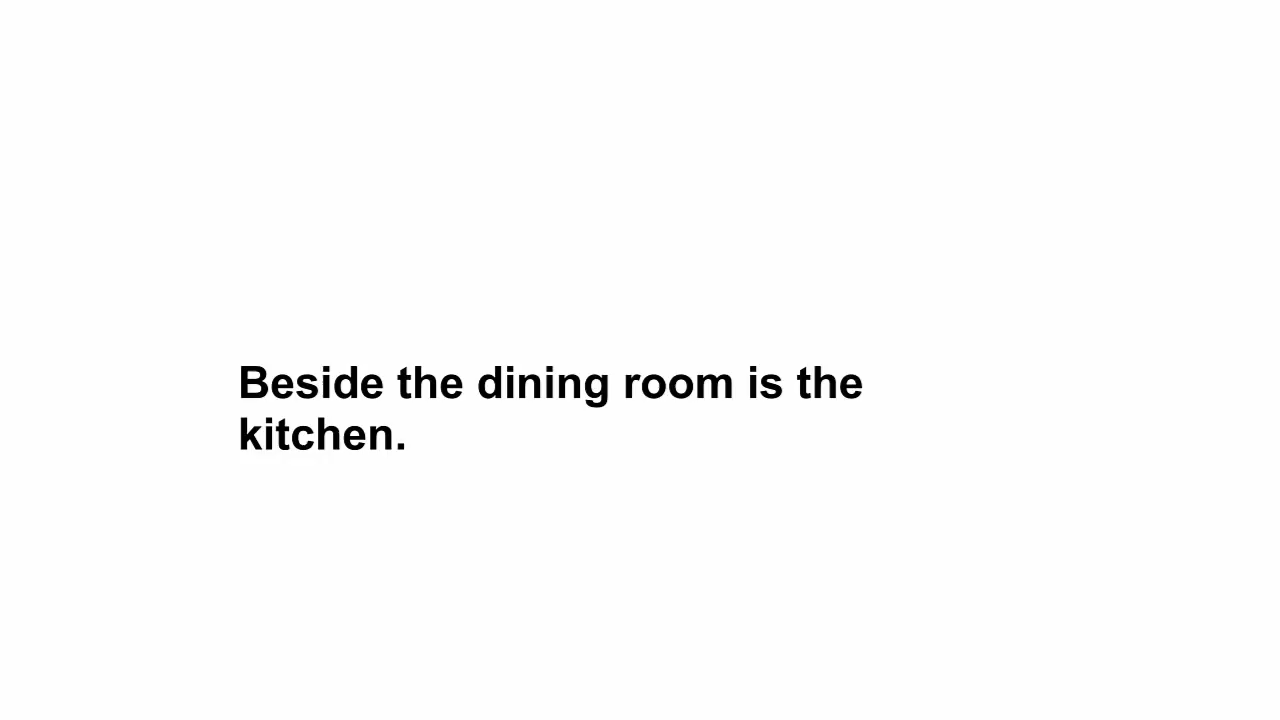 Beside the dining room is the
kitchen.